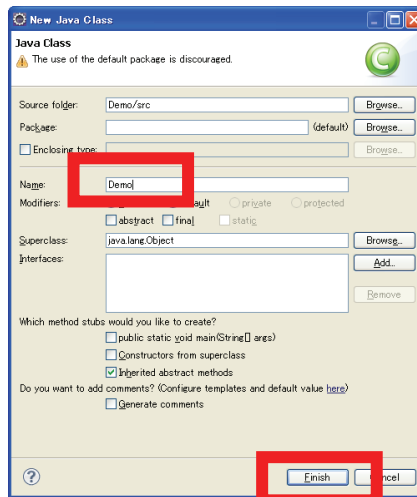 New Java Class
Java Class
The use of the default package is discouraged.
Source folder: Demo/src Browse...
Package: (default) Browse...
Enclosing type: Browse...
Name: Demo
Modifiers: private protected
abstract final static
Superclass: java.lang.Object Browse...
Interfaces: Add...
Remove
Which method stubs would you like to create?
public static void main(String[] args)
Constructors from superclass
Inherited abstract methods
Do you want to add comments? (Configure templates and default value here)
Generate comments
? Finish